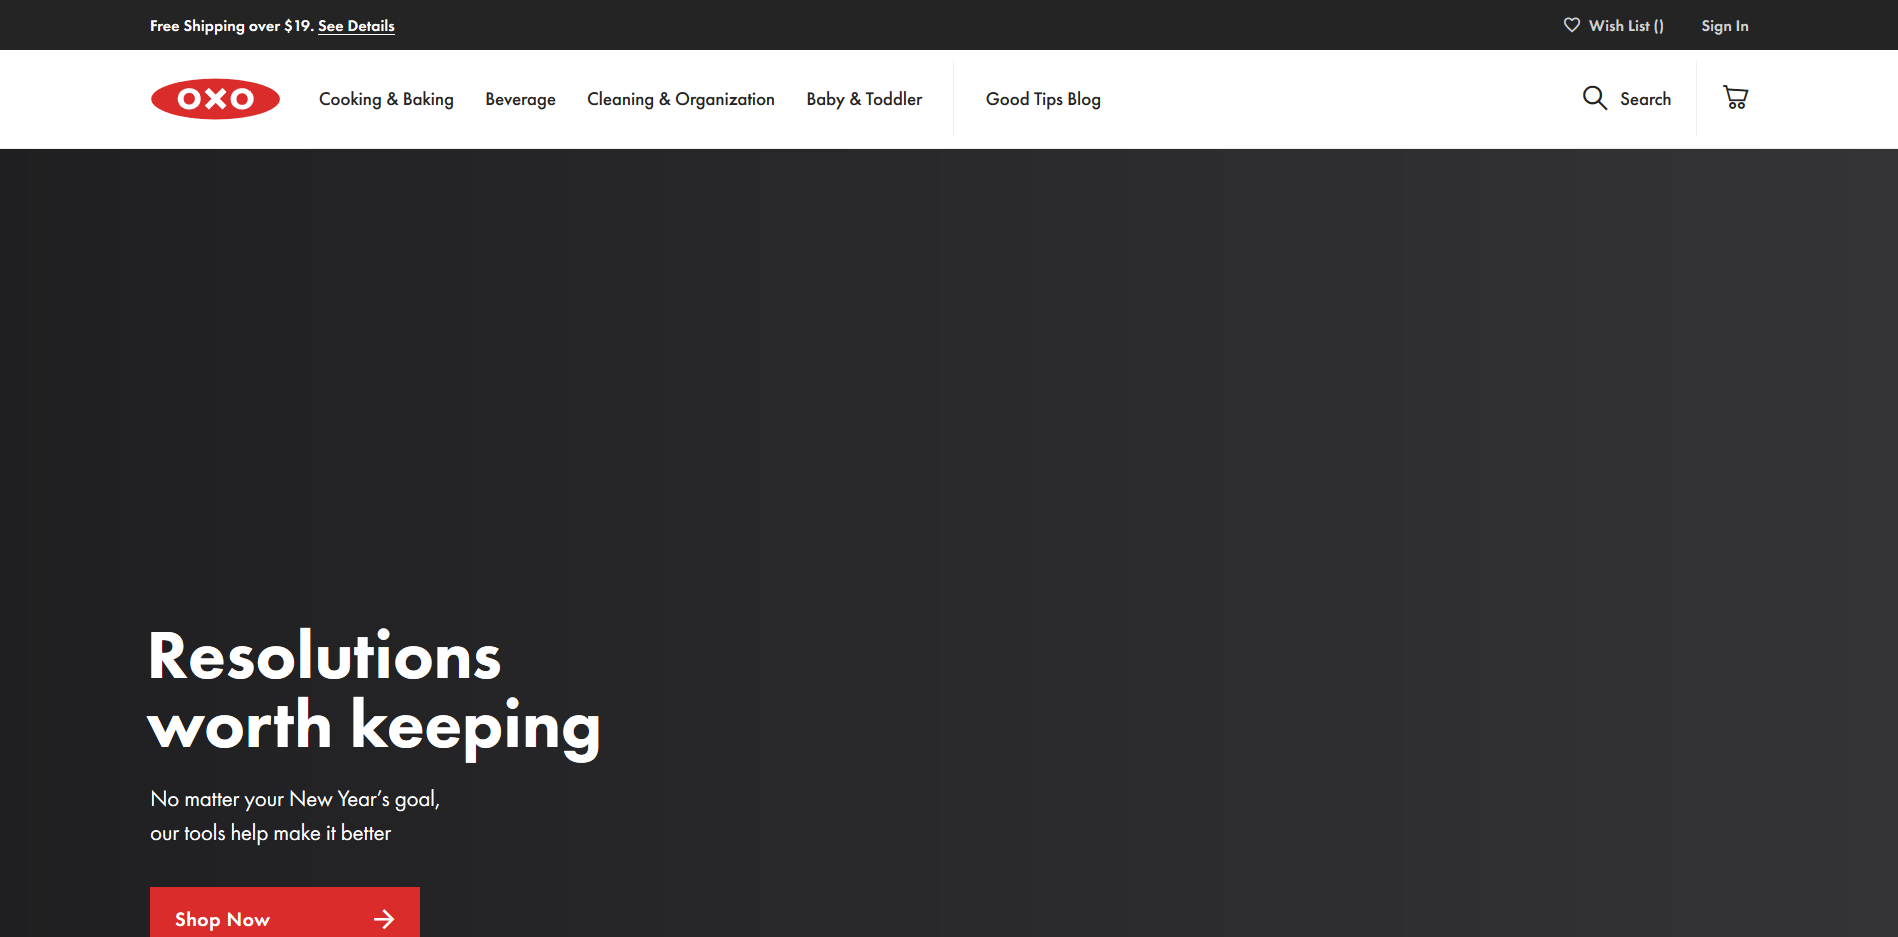 Free Shipping over $19. See Details
Wish List ()
Sign In
OXO
Cooking & Baking
Beverage
Cleaning & Organization
Baby & Toddler
Good Tips Blog
Search
Resolutions
worth keeping
No matter your New Year’s goal,
our tools help make it better
Shop Now